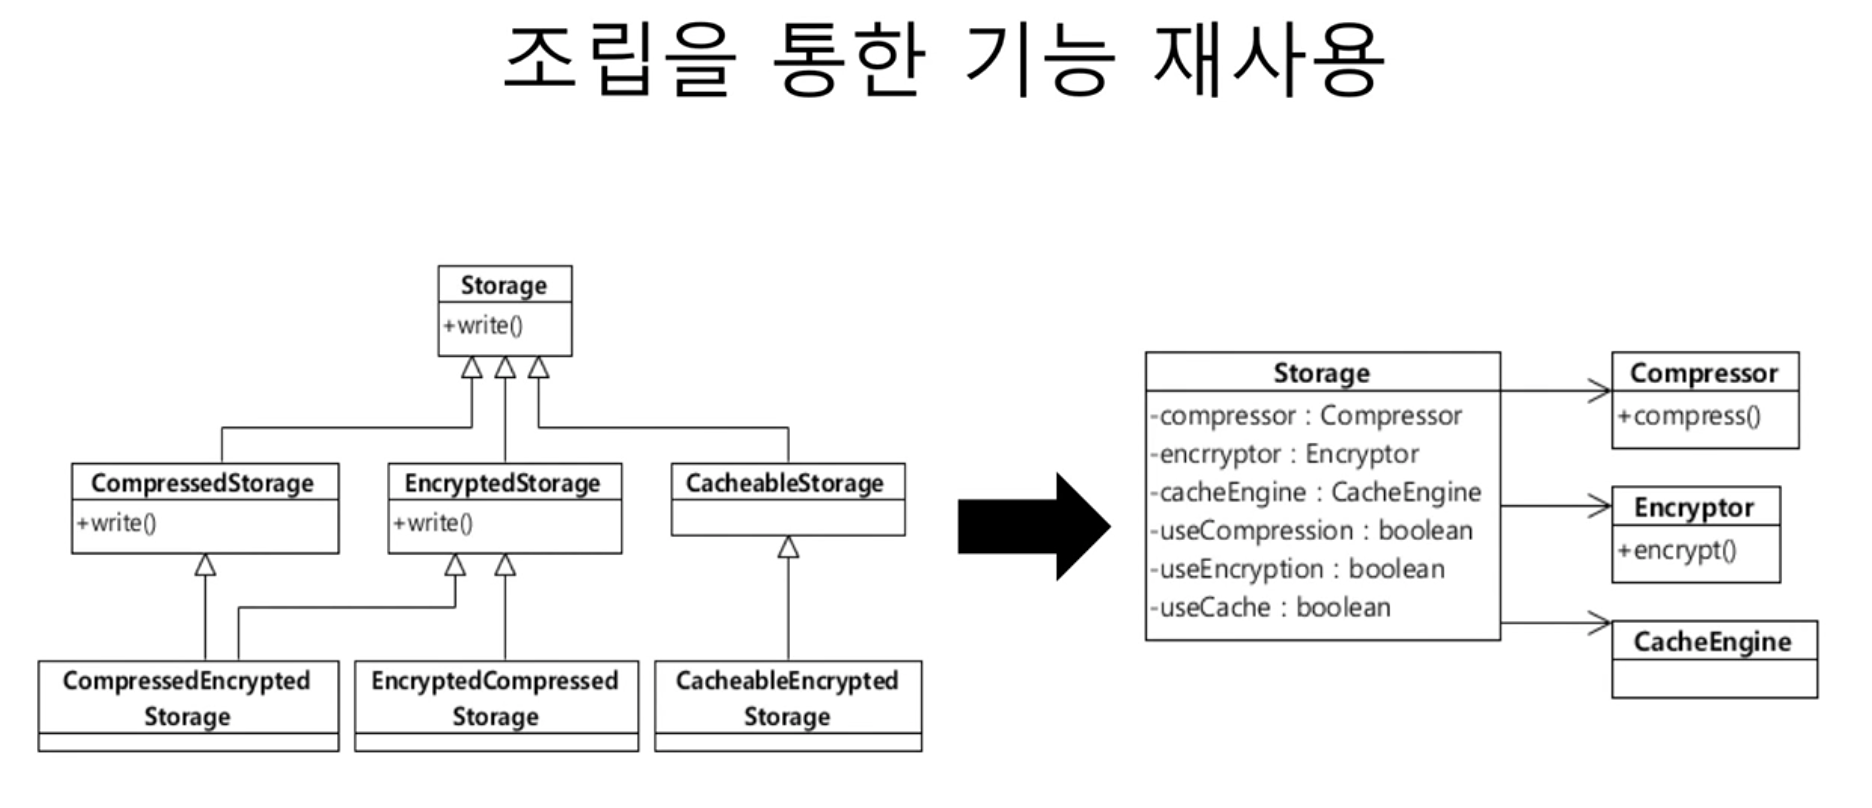 조립을 통한 기능 재사용
Storage
+write()
CompressedStorage
+write()
EncryptedStorage
+write()
CacheableStorage
CompressedEncrypted
Storage
EncryptedCompressed
Storage
CacheableEncrypted
Storage
Storage
-compressor : Compressor
-encrryptor : Encryptor
-cacheEngine : CacheEngine
-useCompression : boolean
-useEncryption : boolean
-useCache : boolean
Compressor
+compress()
Encryptor
+encrypt()
CacheEngine